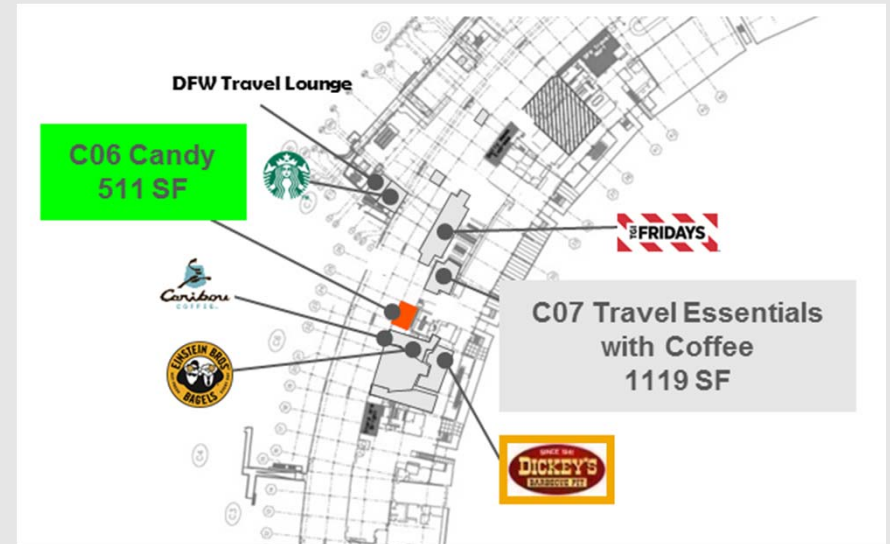 DFW Travel Lounge
C06 Candy
511 SF
TGI FRIDAYS
Caribou
COFFEE
C07 Travel Essentials
with Coffee
1119 SF
EINSTEIN BROS
BAGELS
SINCE 1941
DICKEY'S
BARBECUE PIT